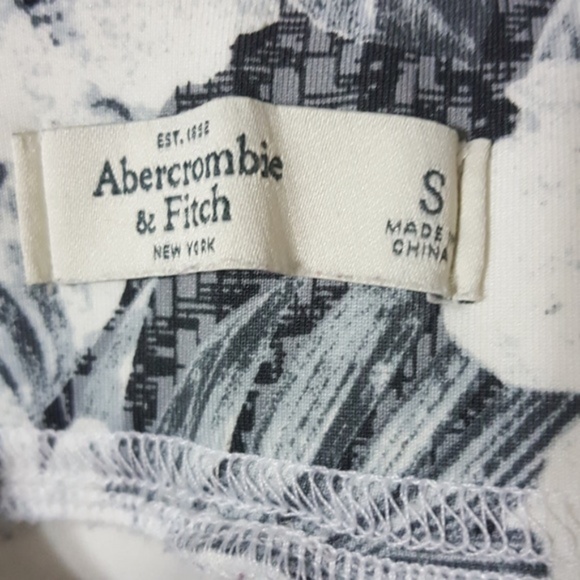 EST. 1892
Abercrombie
& Fitch
NEW YORK
S
MADE
CHINA